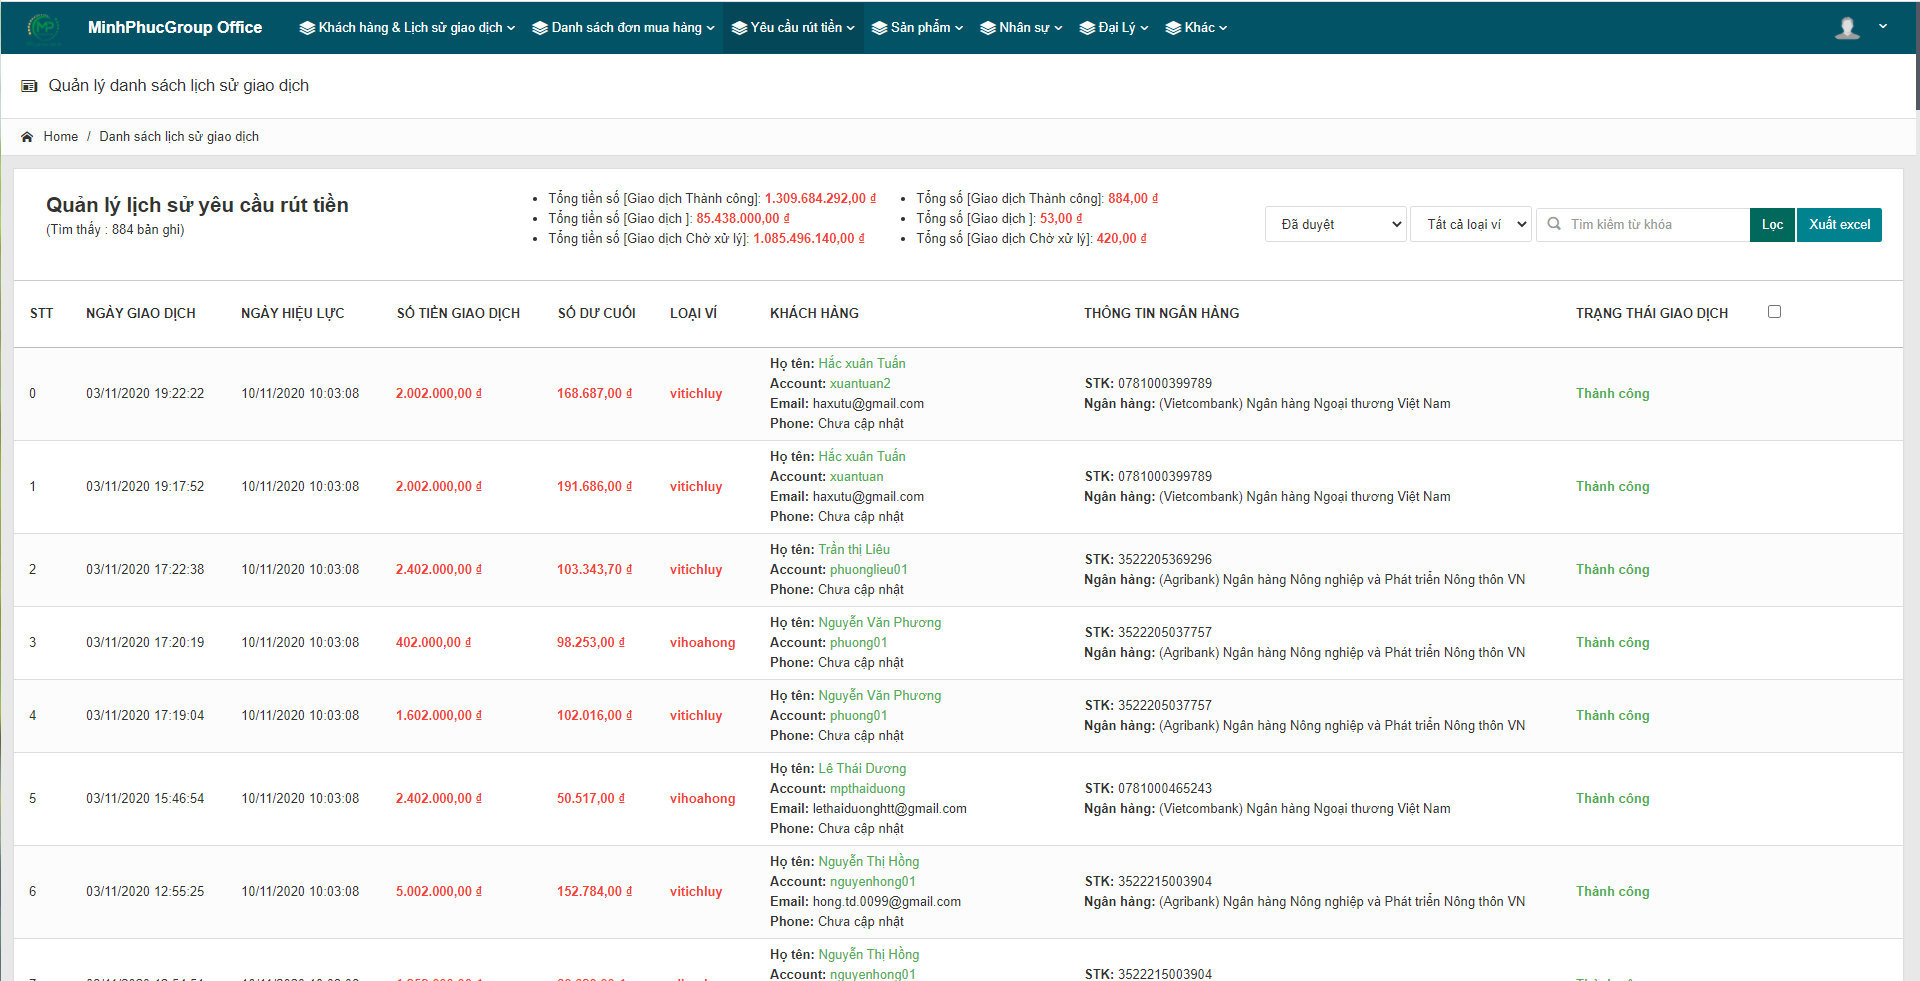 MP MinhPhucGroup Office Khách hàng & Lịch sử giao dịch Danh sách đơn mua hàng Yêu cầu rút tiền Sản phẩm Nhân sự Đại Lý Khác
Quản lý danh sách lịch sử giao dịch
Home / Danh sách lịch sử giao dịch
Quản lý lịch sử yêu cầu rút tiền
(Tìm thấy : 884 bản ghi)
Tổng tiền số [Giao dịch Thành công]: 1.309.684.292,00 ₫
Tổng tiền số [Giao dịch ]: 85.438.000,00 ₫
Tổng tiền số [Giao dịch Chờ xử lý]: 1.085.496.140,00 ₫
Tổng số [Giao dịch Thành công]: 884,00 ₫
Tổng số [Giao dịch ]: 53,00 ₫
Tổng số [Giao dịch Chờ xử lý]: 420,00 ₫
Đã duyệt Tất cả loại ví Tìm kiếm từ khóa Lọc Xuất excel
STT NGÀY GIAO DỊCH NGÀY HIỆU LỰC SỐ TIỀN GIAO DỊCH SỐ DƯ CUỐI LOẠI VÍ KHÁCH HÀNG THÔNG TIN NGÂN HÀNG TRẠNG THÁI GIAO DỊCH
0 03/11/2020 19:22:22 10/11/2020 10:03:08 2.002.000,00 ₫ 168.687,00 ₫ vitichluy
Họ tên: Hắc xuân Tuấn
Account: xuantuan2
Email: haxutu@gmail.com
Phone: Chưa cập nhật
STK: 0781000399789
Ngân hàng: (Vietcombank) Ngân hàng Ngoại thương Việt Nam
Thành công
1 03/11/2020 19:17:52 10/11/2020 10:03:08 2.002.000,00 ₫ 191.686,00 ₫ vitichluy
Họ tên: Hắc xuân Tuấn
Account: xuantuan
Email: haxutu@gmail.com
Phone: Chưa cập nhật
STK: 0781000399789
Ngân hàng: (Vietcombank) Ngân hàng Ngoại thương Việt Nam
Thành công
2 03/11/2020 17:22:38 10/11/2020 10:03:08 2.402.000,00 ₫ 103.343,70 ₫ vitichluy
Họ tên: Trần thị Liêu
Account: phuonglieu01
Phone: Chưa cập nhật
STK: 3522205369296
Ngân hàng: (Agribank) Ngân hàng Nông nghiệp và Phát triển Nông thôn VN
Thành công
3 03/11/2020 17:20:19 10/11/2020 10:03:08 402.000,00 ₫ 98.253,00 ₫ vihoahong
Họ tên: Nguyễn Văn Phương
Account: phuong01
Phone: Chưa cập nhật
STK: 3522205037757
Ngân hàng: (Agribank) Ngân hàng Nông nghiệp và Phát triển Nông thôn VN
Thành công
4 03/11/2020 17:19:04 10/11/2020 10:03:08 1.602.000,00 ₫ 102.016,00 ₫ vitichluy
Họ tên: Nguyễn Văn Phương
Account: phuong01
Phone: Chưa cập nhật
STK: 3522205037757
Ngân hàng: (Agribank) Ngân hàng Nông nghiệp và Phát triển Nông thôn VN
Thành công
5 03/11/2020 15:46:54 10/11/2020 10:03:08 2.402.000,00 ₫ 50.517,00 ₫ vihoahong
Họ tên: Lê Thái Dương
Account: mpthaiduong
Email: lethaiduonghtt@gmail.com
Phone: Chưa cập nhật
STK: 0781000465243
Ngân hàng: (Vietcombank) Ngân hàng Ngoại thương Việt Nam
Thành công
6 03/11/2020 12:55:25 10/11/2020 10:03:08 5.002.000,00 ₫ 152.784,00 ₫ vitichluy
Họ tên: Nguyễn Thị Hồng
Account: nguyenhong01
Email: hong.td.0099@gmail.com
Phone: Chưa cập nhật
STK: 3522215003904
Ngân hàng: (Agribank) Ngân hàng Nông nghiệp và Phát triển Nông thôn VN
Thành công
Họ tên: Nguyễn Thị Hồng
Account: nguyenhong01
STK: 3522215003904